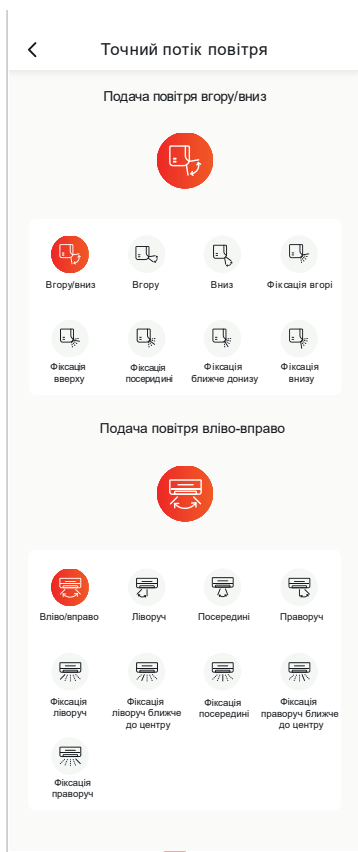 Точний потік повітря
Подача повітря вгору/вниз
Вгору/вниз
Вгору
Вниз
Фіксація вгорі
Фіксація
вверху
Фіксація
посеридині
Фіксація
ближче донизу
Фіксація
внизу
Подача повітря вліво-вправо
Вліво/вправо
Ліворуч
Посередині
Праворуч
Фіксація
ліворуч
Фіксація
ліворуч ближче
до центру
Фіксація
посередині
Фіксація
праворуч ближче
до центру
Фіксація
праворуч